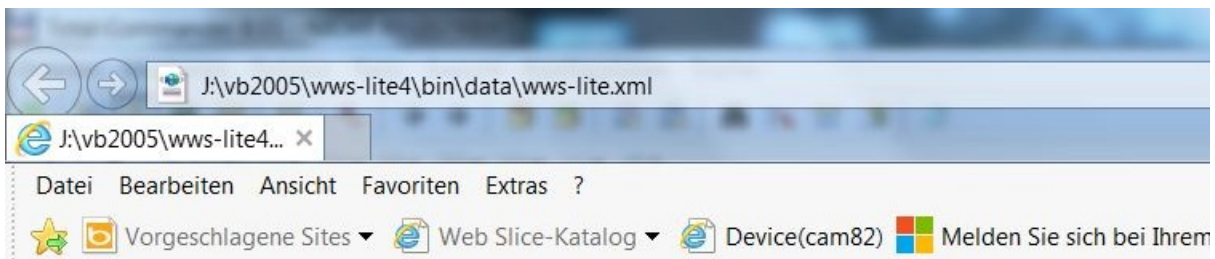 J:\vb2005\wws-lite4\bin\data\wws-lite.xml
J:\vb2005\wws-lite4... ×
Datei Bearbeiten Ansicht Favoriten Extras ?
Vorgeschlagene Sites Web Slice-Katalog Device(cam82) Melden Sie sich bei Ihrem